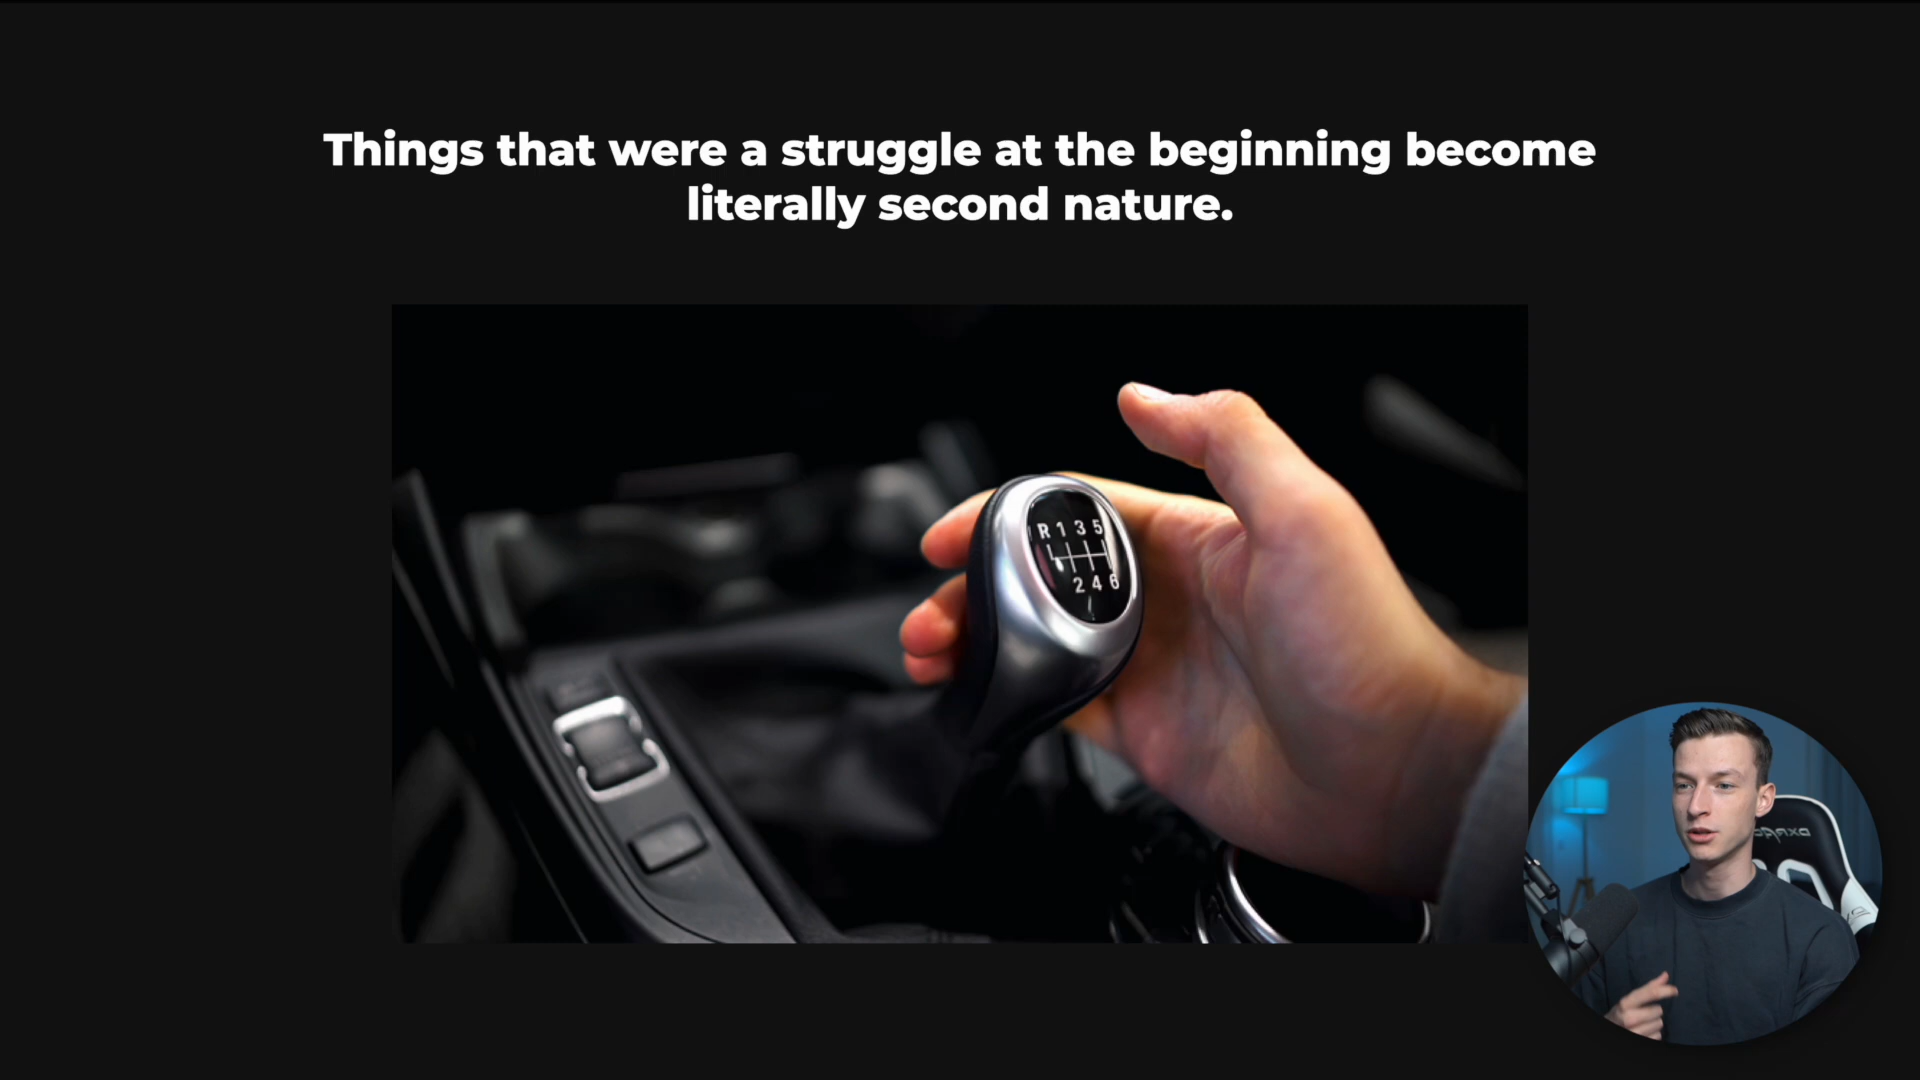 Things that were a struggle at the beginning become
literally second nature.
R 1 3 5
2 4 6